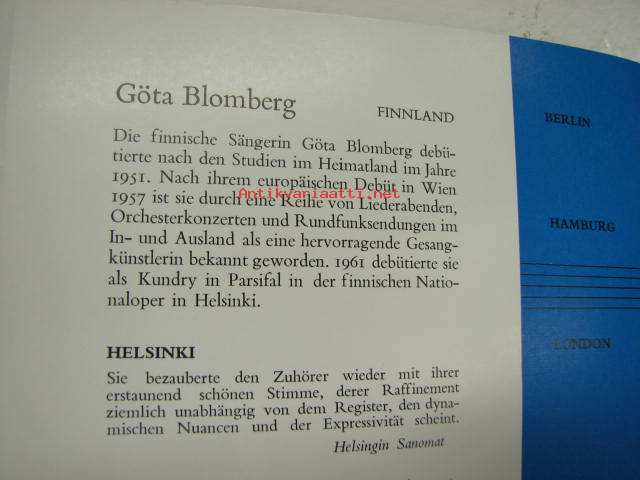 Göta Blomberg
FINNLAND
Die finnische Sängerin Göta Blomberg debü-
tierte nach den Studien im Heimatland im Jahre
1951. Nach ihrem europäischen Debüt in Wien
Antikvariaatti.net
1957 ist sie durch eine Reihe von Liederabenden,
Orchesterkonzerten und Rundfunksendungen im
In- und Ausland als eine hervorragende Gesang-
künstlerin bekannt geworden. 1961 debütierte sie
als Kundry in Parsifal in der finnischen Natio-
naloper in Helsinki.
HELSINKI
Sie bezauberte den Zuhörer wieder mit ihrer
erstaunend schönen Stimme, derer Raffinement
ziemlich unabhängig von dem Register, den dyna-
mischen Nuancen und der Expressivität scheint.
Helsingin Sanomat
BERLIN
HAMBURG
LONDON